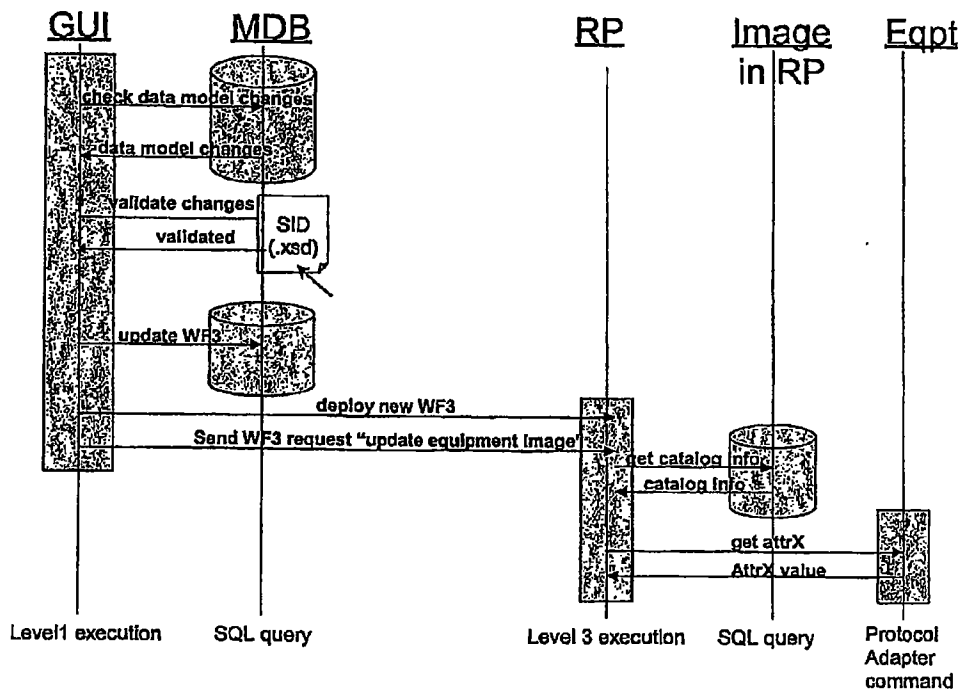 GUI
MDB
RP
Image
in RP
Eqpt
check data model changes
data model changes
validate changes
SID
(.xsd)
validated
update WF3
deploy new WF3
Send WF3 request "update equipment image"
get catalog info
catalog info
get attrX
AttrX value
Level1 execution
SQL query
Level 3 execution
SQL query
Protocol
Adapter
command